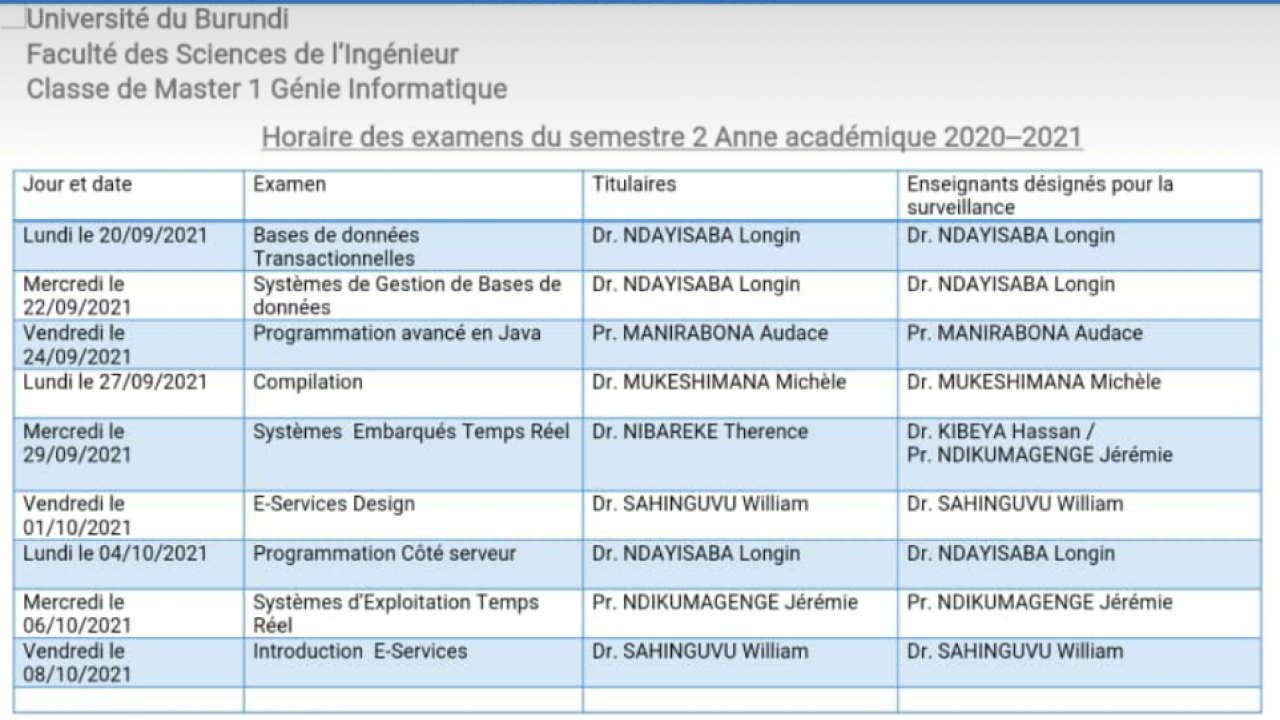 Université du Burundi
Faculté des Sciences de l'Ingénieur
Classe de Master 1 Génie Informatique
Horaire des examens du semestre 2 Anne académique 2020–2021
Jour et date
Examen
Titulaires
Enseignants désignés pour la
surveillance
Lundi le 20/09/2021
Bases de données
Transactionnelles
Dr. NDAYISABA Longin
Dr. NDAYISABA Longin
Mercredi le
22/09/2021
Systèmes de Gestion de Bases de
données
Dr. NDAYISABA Longin
Dr. NDAYISABA Longin
Vendredi le
24/09/2021
Programmation avancé en Java
Pr. MANIRABONA Audace
Pr. MANIRABONA Audace
Lundi le 27/09/2021
Compilation
Dr. MUKESHIMANA Michèle
Dr. MUKESHIMANA Michèle
Mercredi le
29/09/2021
Systèmes  Embarqués Temps Réel
Dr. NIBAREKE Therence
Dr. KIBEYA Hassan /
Pr. NDIKUMAGENGE Jérémie
Vendredi le
01/10/2021
E-Services Design
Dr. SAHINGUVU William
Dr. SAHINGUVU William
Lundi le 04/10/2021
Programmation Côté serveur
Dr. NDAYISABA Longin
Dr. NDAYISABA Longin
Mercredi le
06/10/2021
Systèmes d'Exploitation Temps
Réel
Pr. NDIKUMAGENGE Jérémie
Pr. NDIKUMAGENGE Jérémie
Vendredi le
08/10/2021
Introduction  E-Services
Dr. SAHINGUVU William
Dr. SAHINGUVU William